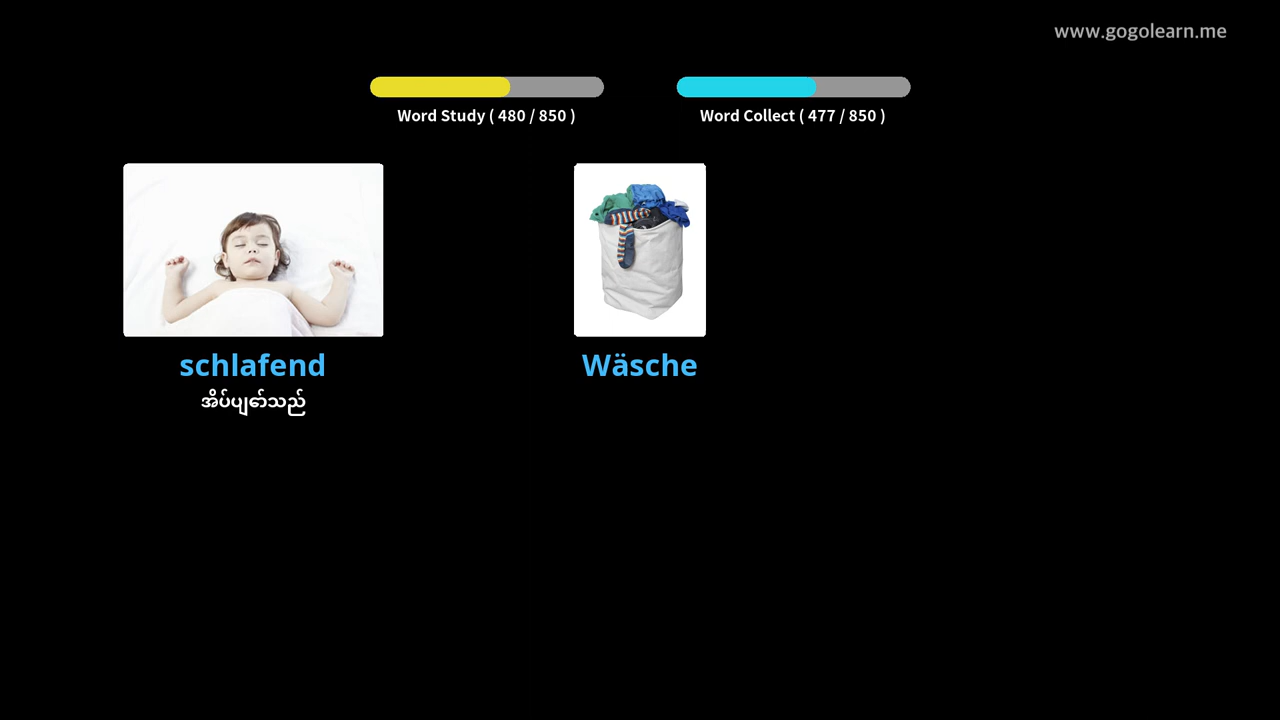 www.gogolearn.me
Word Study ( 480 / 850 )
Word Collect ( 477 / 850 )
schlafend
Wäsche
အိပ်ပျော်သည်